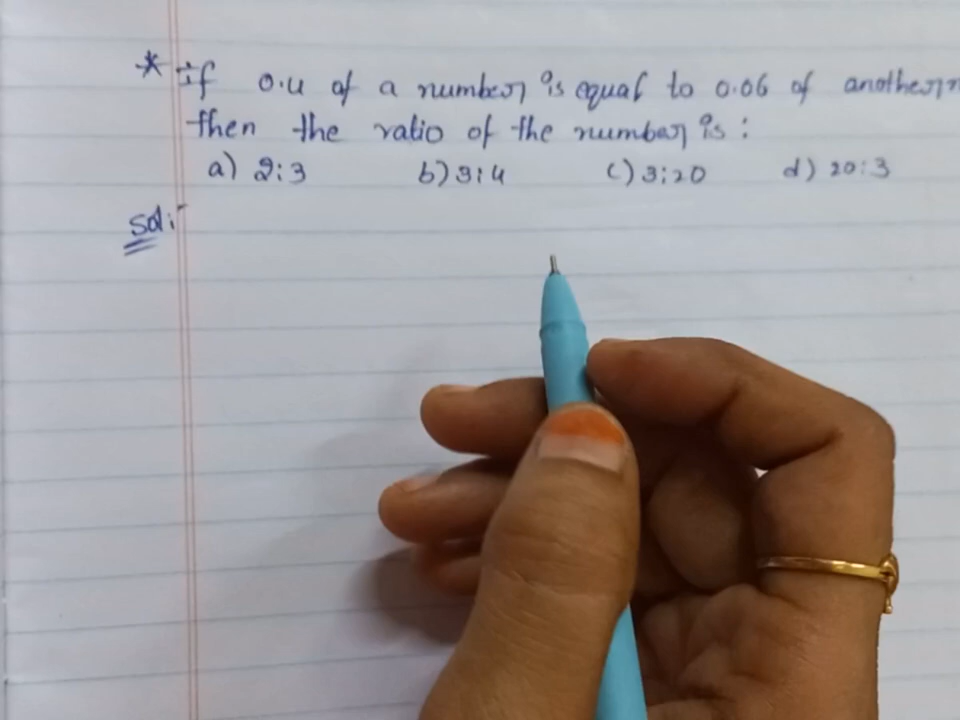 * If 0.4 of a number is equal to 0.06 of another
then the ratio of the number is :
a) 2:3 b) 3:4 c) 3:20 d) 20:3
Sol:-